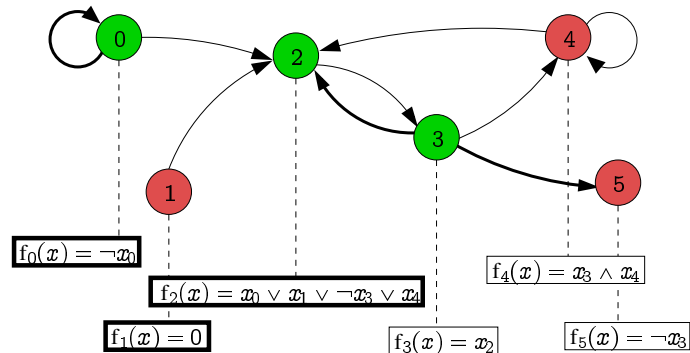 0
4
2
3
1
5
f₀(x) = ¬x₀
f₄(x) = x₃ ∧ x₄
f₂(x) = x₀ ∨ x₁ ∨ ¬x₃ ∨ x₄
f₁(x) = 0
f₃(x) = x₂
f₅(x) = ¬x₃